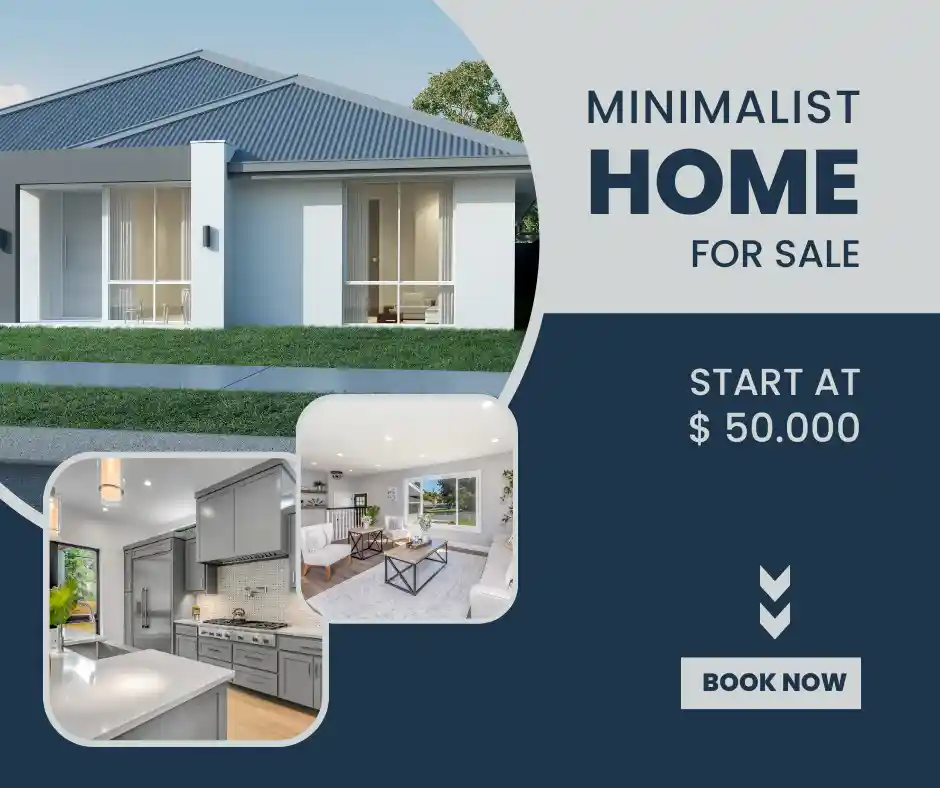 MINIMALIST
HOME
FOR SALE
START AT
$ 50.000
BOOK NOW